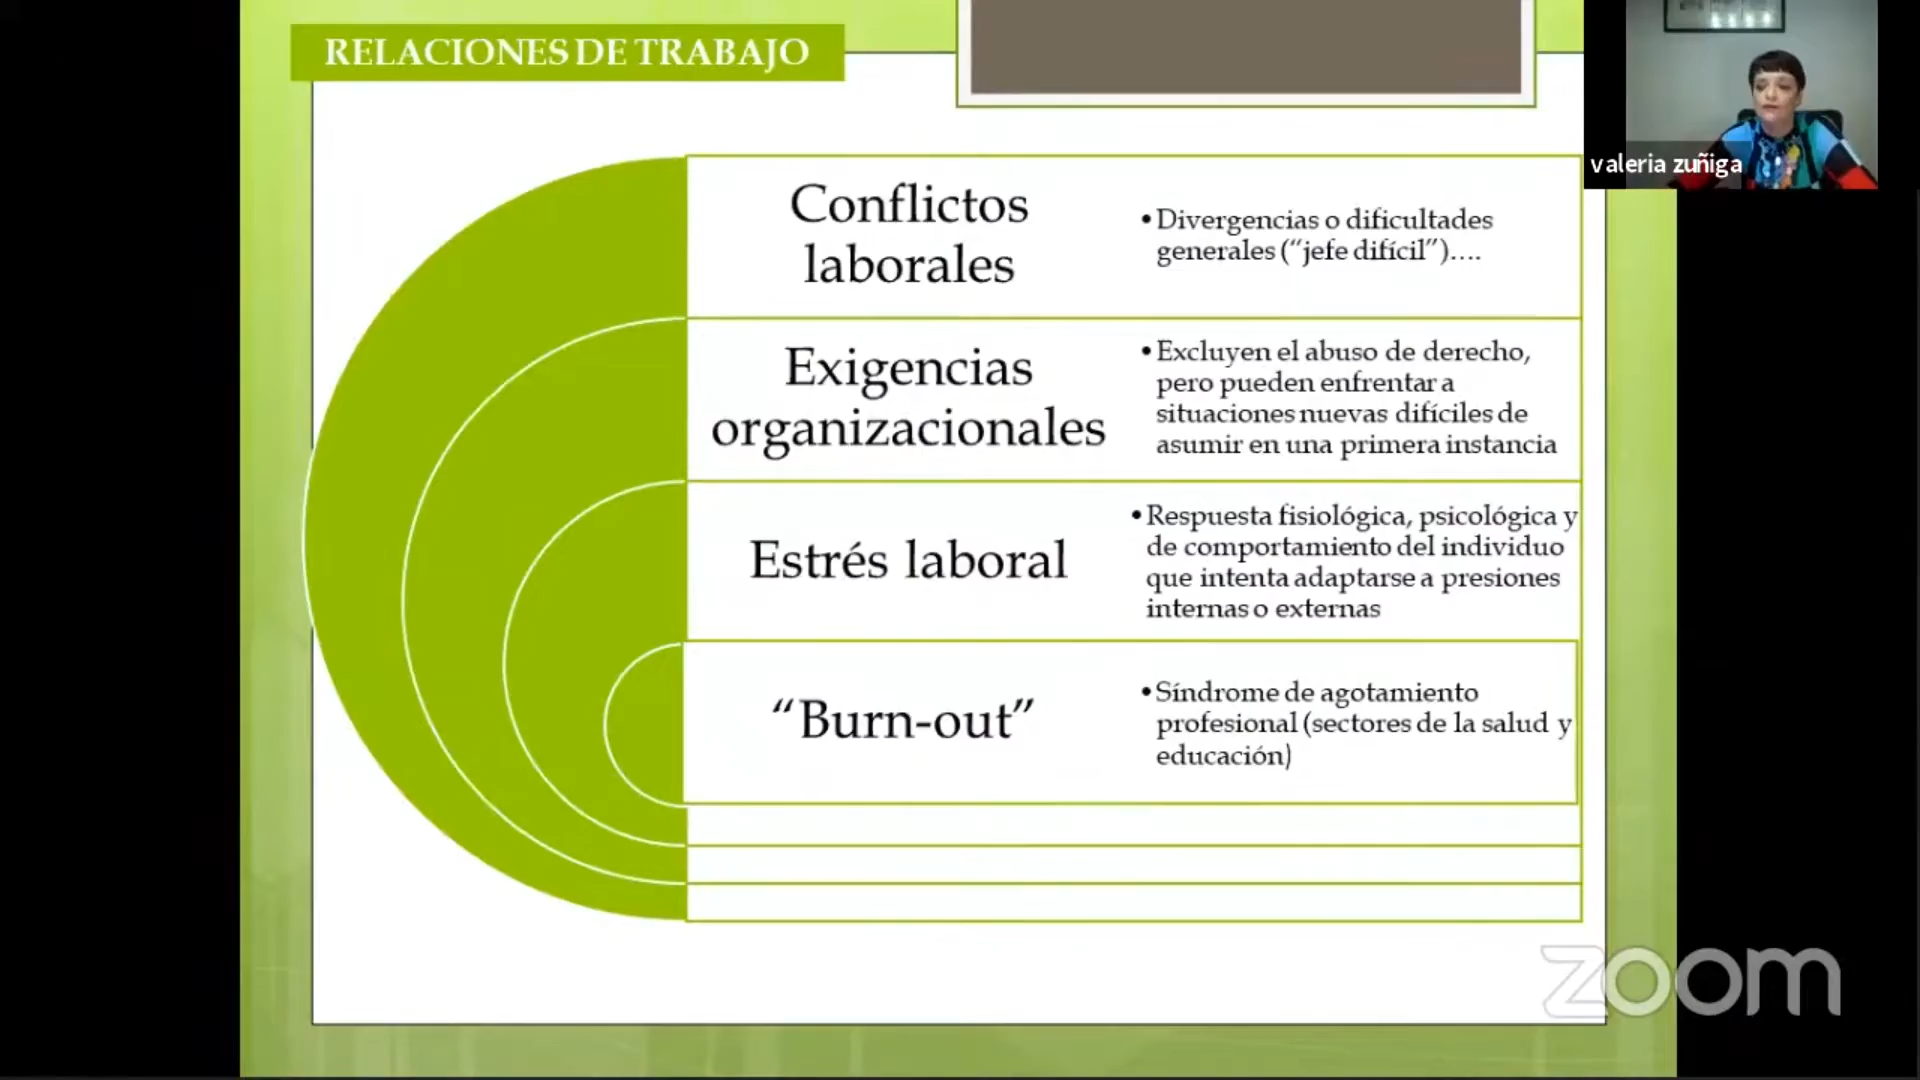 RELACIONES DE TRABAJO
valeria zuñiga
Conflictos
laborales
•Divergencias o dificultades
generales (“jefe difícil”)....
Exigencias
organizacionales
•Excluyen el abuso de derecho,
pero pueden enfrentar a
situaciones nuevas difíciles de
asumir en una primera instancia
Estrés laboral
•Respuesta fisiológica, psicológica y
de comportamiento del individuo
que intenta adaptarse a presiones
internas o externas
“Burn-out”
•Síndrome de agotamiento
profesional (sectores de la salud y
educación)
zoom